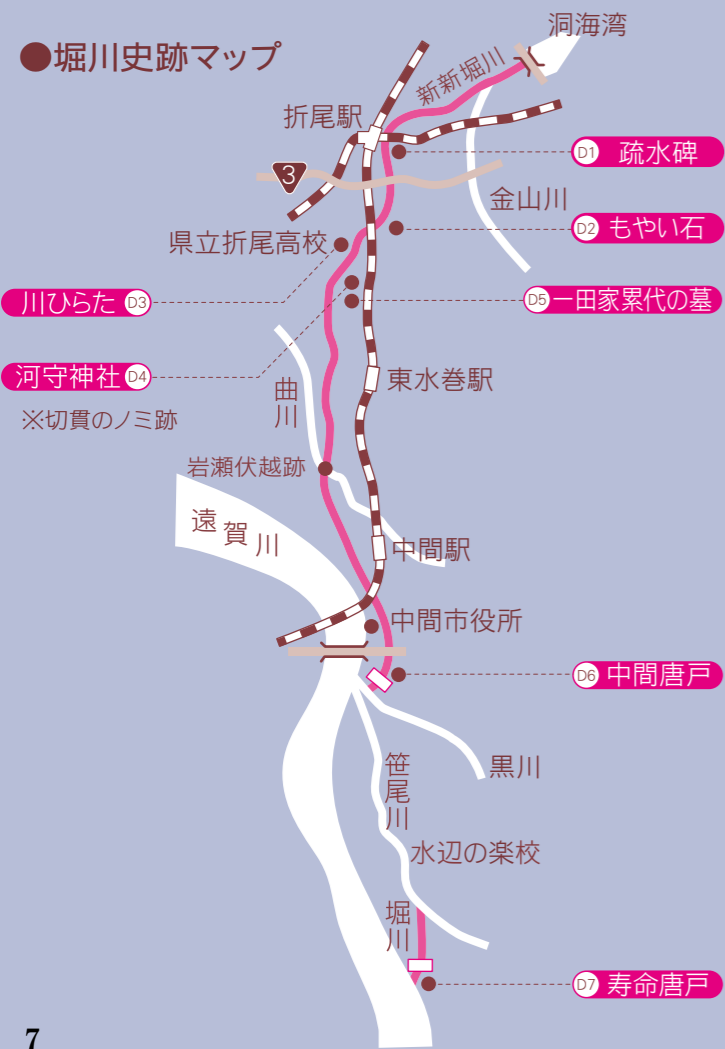 ●堀川史跡マップ
洞海湾
新新堀川
折尾駅
D1 疏水碑
3
金山川
D2 もやい石
県立折尾高校
川ひらた D3
D5 一田家累代の墓
河守神社 D4
※切貫のノミ跡
曲川
東水巻駅
岩瀬伏越跡
遠賀川
中間駅
中間市役所
D6 中間唐戸
笹尾川
黒川
水辺の楽校
堀川
D7 寿命唐戸
7